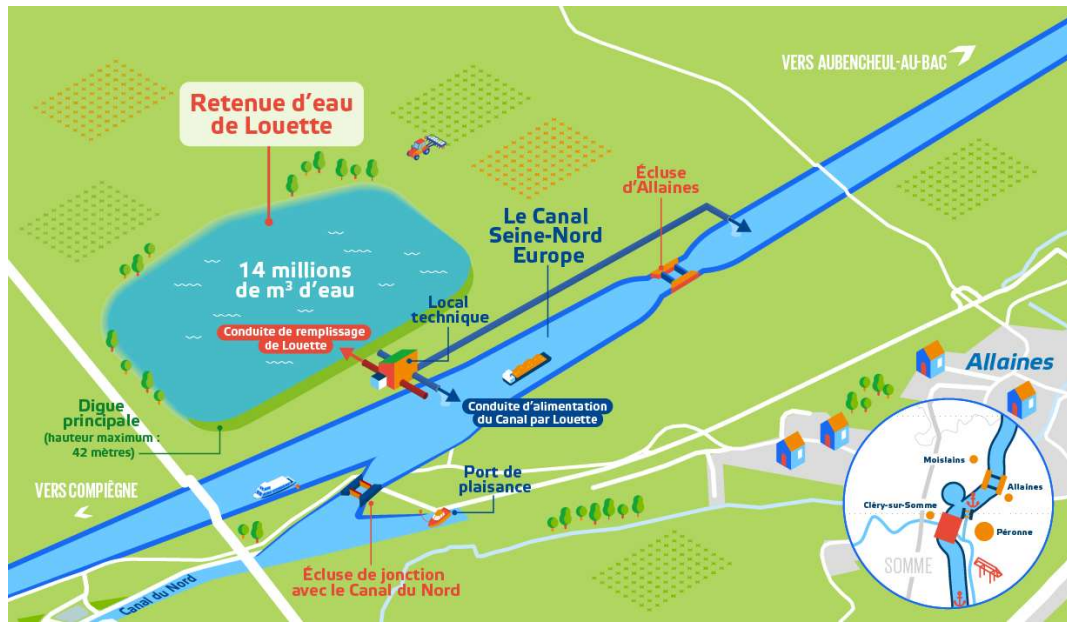 VERS AUBENCHEUL-AU-BAC
Retenue d'eau
de Louette
Écluse
d'Allaines
Le Canal
Seine-Nord
Europe
14 millions
de m³ d'eau
Local
technique
Conduite de remplissage
de Louette
Allaines
Digue
principale
(hauteur maximum :
42 mètres)
Conduite d'alimentation
du Canal par Louette
VERS COMPIÈGNE
Port de
plaisance
Moislains
Allaines
Cléry-sur-Somme
Péronne
SOMME
Écluse de jonction
avec le Canal du Nord
Canal du Nord